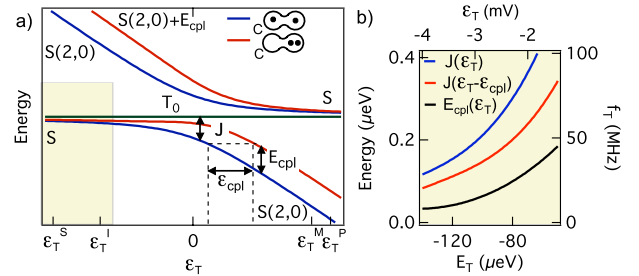 a)
S(2,0)+E_cpl^I
C
C
S(2,0)
Energy
T₀
S
J
S
E_cpl
ε_cpl
S(2,0)
ε_T^S
ε_T^I
0
ε_T^M
ε_T^P
ε_T
b)
ε_T (mV)
-4
-3
-2
0.4
100
J(ε_T)
J(ε_T-ε_cpl)
E_cpl(ε_T)
Energy (μeV)
0.2
50
f_T (MHz)
0.0
0
-120
-80
E_T (μeV)